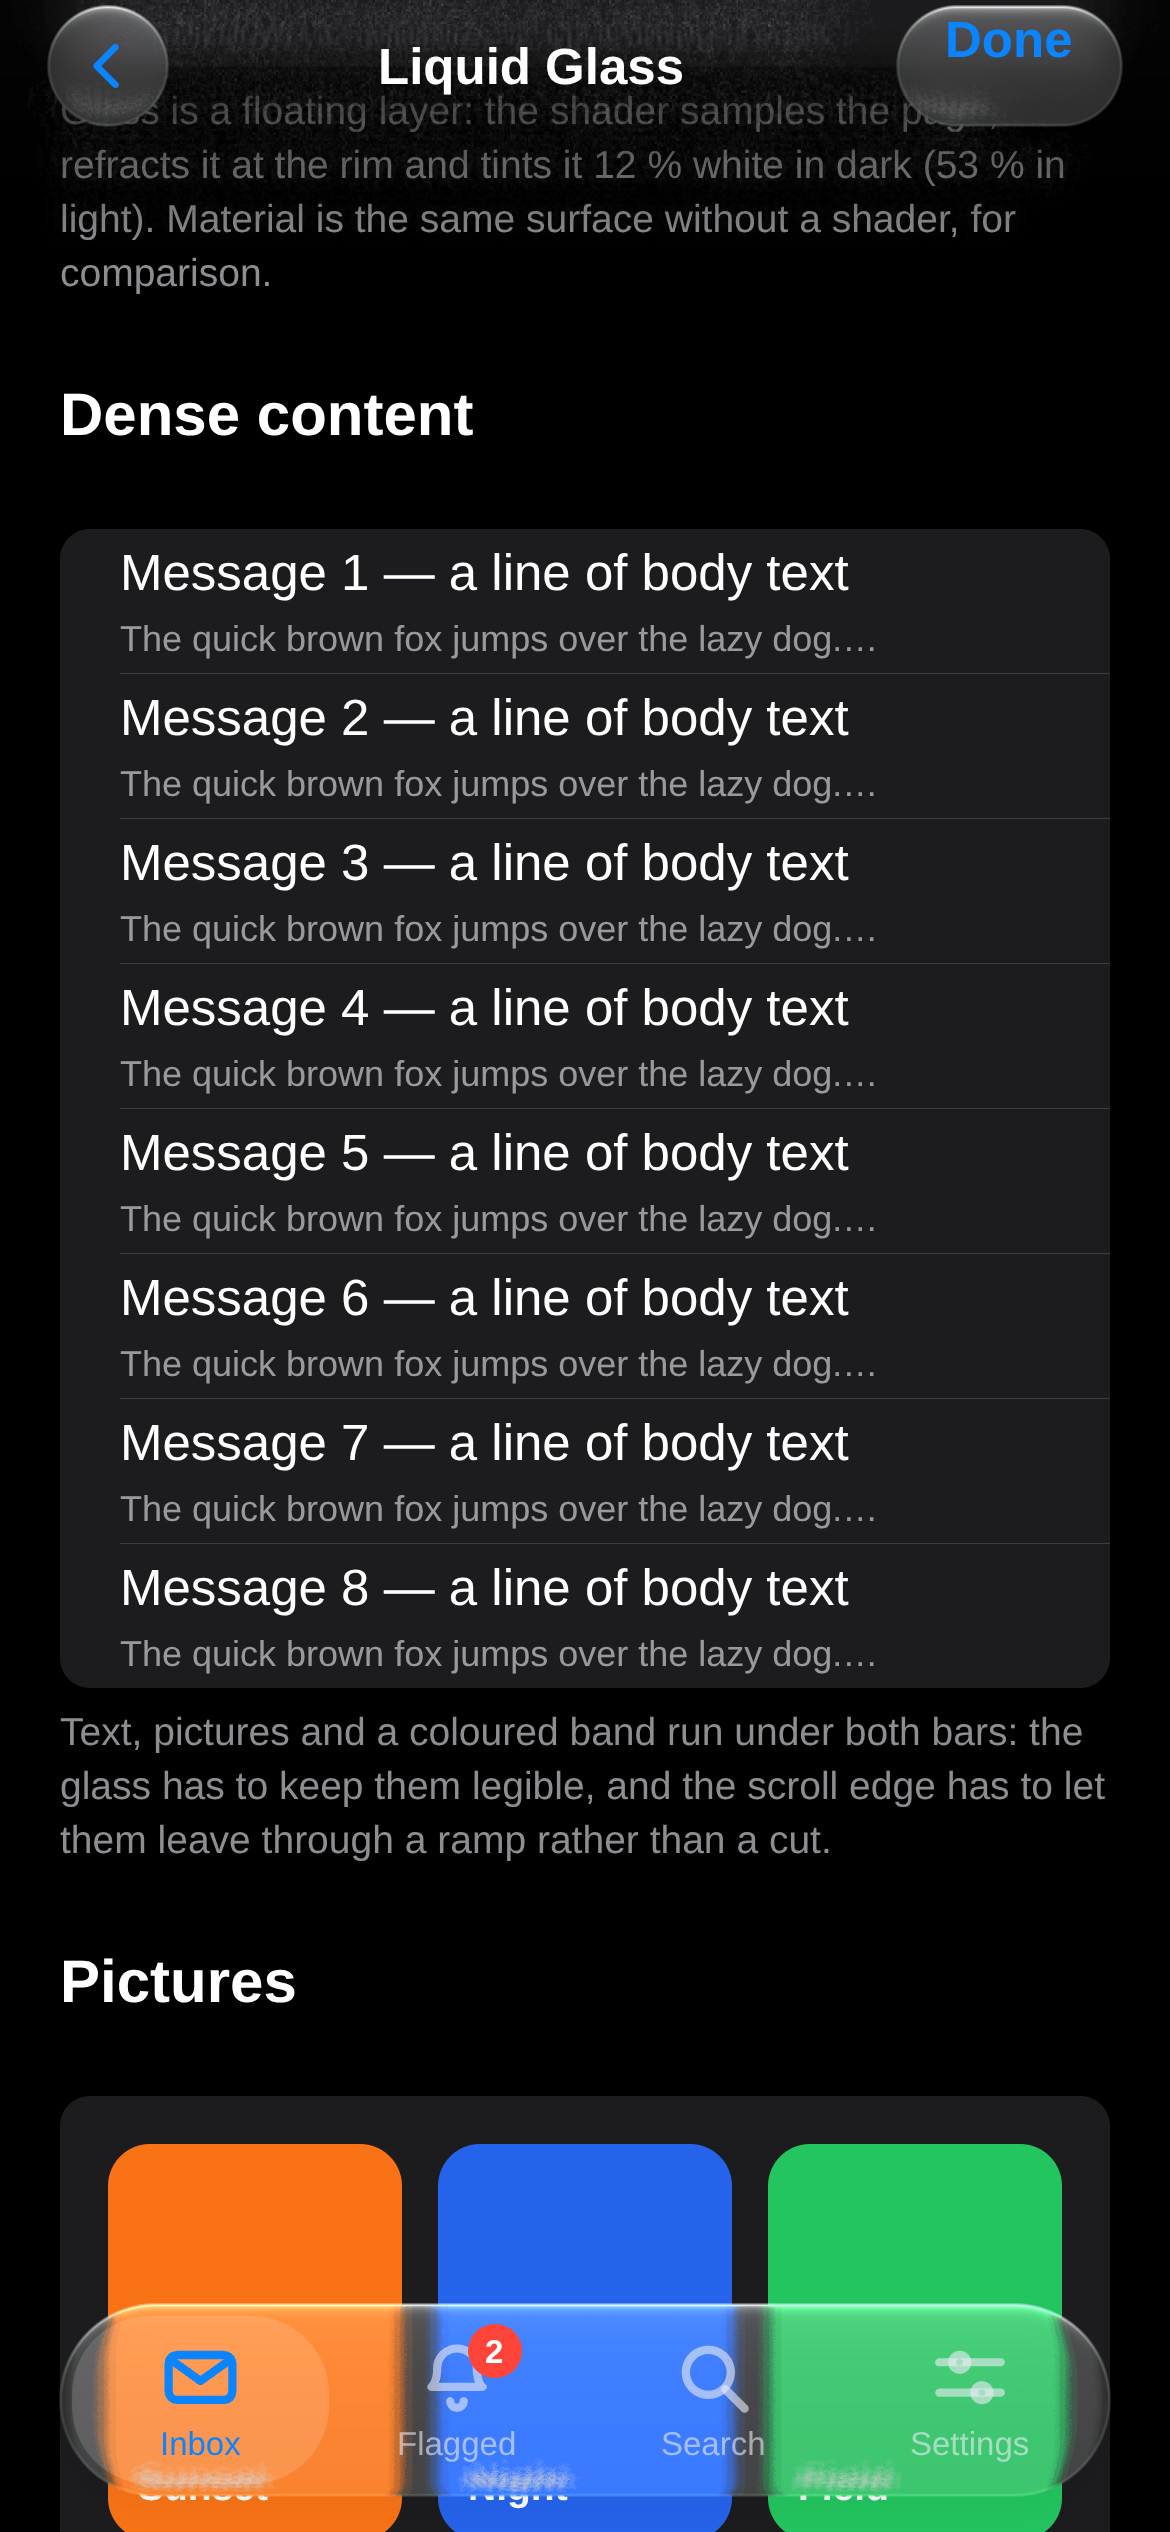 Liquid Glass
Done
Glass is a floating layer: the shader samples the page,
refracts it at the rim and tints it 12 % white in dark (53 % in
light). Material is the same surface without a shader, for
comparison.
Dense content
Message 1 — a line of body text
The quick brown fox jumps over the lazy dog.…
Message 2 — a line of body text
The quick brown fox jumps over the lazy dog.…
Message 3 — a line of body text
The quick brown fox jumps over the lazy dog.…
Message 4 — a line of body text
The quick brown fox jumps over the lazy dog.…
Message 5 — a line of body text
The quick brown fox jumps over the lazy dog.…
Message 6 — a line of body text
The quick brown fox jumps over the lazy dog.…
Message 7 — a line of body text
The quick brown fox jumps over the lazy dog.…
Message 8 — a line of body text
The quick brown fox jumps over the lazy dog.…
Text, pictures and a coloured band run under both bars: the
glass has to keep them legible, and the scroll edge has to let
them leave through a ramp rather than a cut.
Pictures
2
Inbox Flagged Search Settings
Sunset Night Field